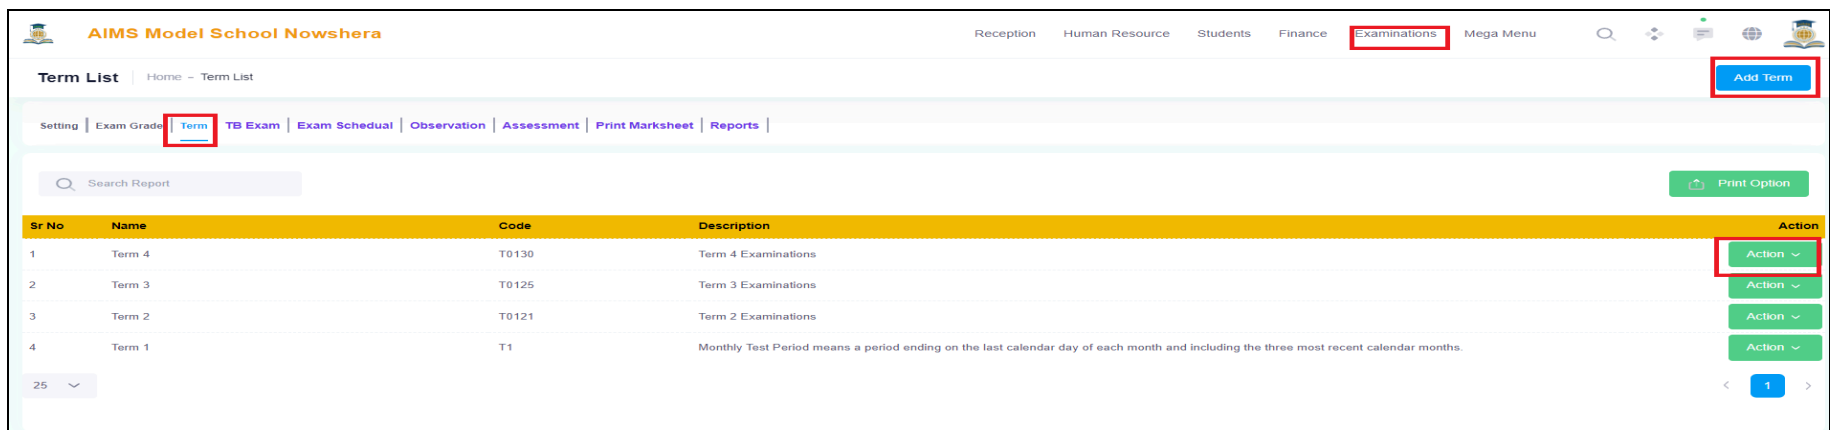 AIMS Model School Nowshera Reception Human Resource Students Finance Examinations Mega Menu
Term List Home - Term List Add Term
Setting Exam Grade Term TB Exam Exam Schedual Observation Assessment Print Marksheet Reports
Search Report Print Option
Sr No Name Code Description Action
1 Term 4 T0130 Term 4 Examinations Action
2 Term 3 T0125 Term 3 Examinations Action
3 Term 2 T0121 Term 2 Examinations Action
4 Term 1 T1 Monthly Test Period means a period ending on the last calendar day of each month and including the three most recent calendar months. Action
25 < 1 >